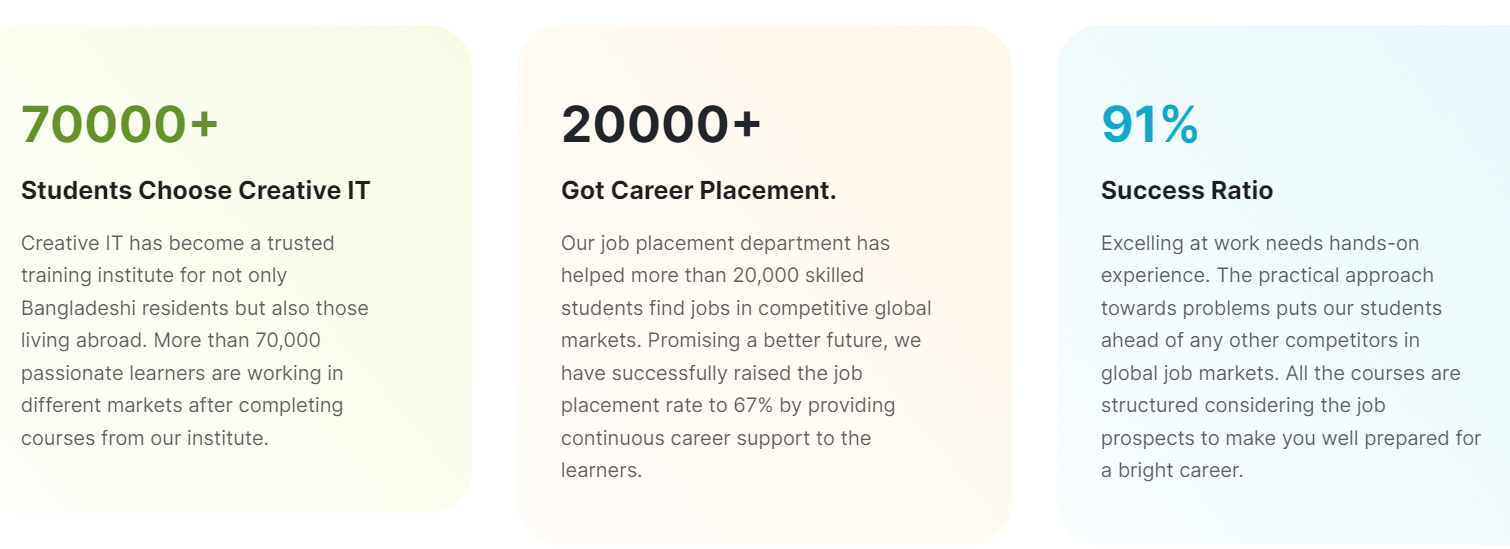 70000+
Students Choose Creative IT
Creative IT has become a trusted
training institute for not only
Bangladeshi residents but also those
living abroad. More than 70,000
passionate learners are working in
different markets after completing
courses from our institute.
20000+
Got Career Placement.
Our job placement department has
helped more than 20,000 skilled
students find jobs in competitive global
markets. Promising a better future, we
have successfully raised the job
placement rate to 67% by providing
continuous career support to the
learners.
91%
Success Ratio
Excelling at work needs hands-on
experience. The practical approach
towards problems puts our students
ahead of any other competitors in
global job markets. All the courses are
structured considering the job
prospects to make you well prepared for
a bright career.